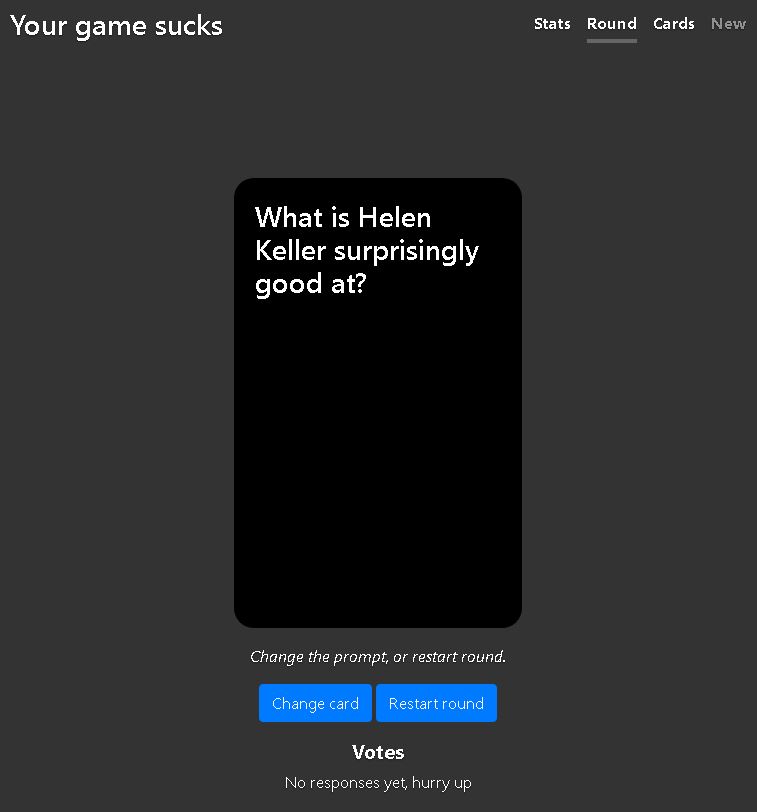 Your game sucks
Stats Round Cards New
What is Helen
Keller surprisingly
good at?
Change the prompt, or restart round.
Change card Restart round
Votes
No responses yet, hurry up